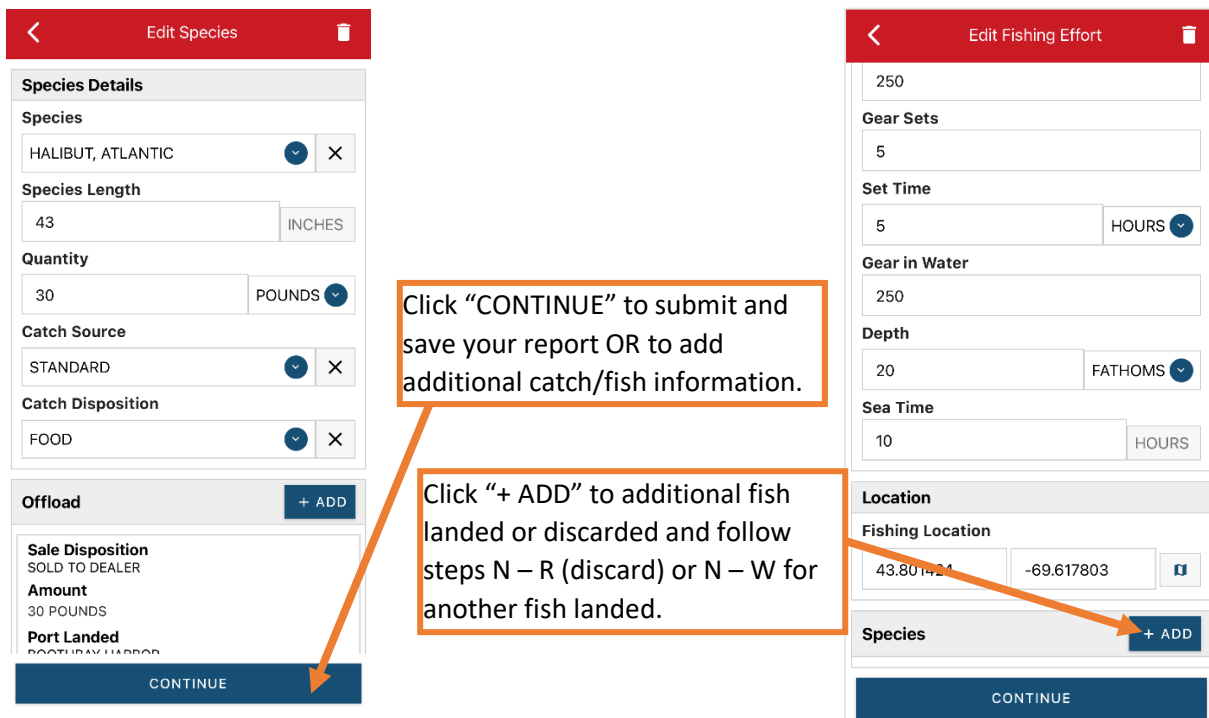 Edit Species
Species Details
Species
HALIBUT, ATLANTIC
Species Length
43 INCHES
Quantity
30 POUNDS
Catch Source
STANDARD
Catch Disposition
FOOD
Offload + ADD
Sale Disposition
SOLD TO DEALER
Amount
30 POUNDS
Port Landed
BOOTHBAY HARBOR
CONTINUE
Click “CONTINUE” to submit and
save your report OR to add
additional catch/fish information.
Click “+ ADD” to additional fish
landed or discarded and follow
steps N – R (discard) or N – W for
another fish landed.
Edit Fishing Effort
250
Gear Sets
5
Set Time
5 HOURS
Gear in Water
250
Depth
20 FATHOMS
Sea Time
10 HOURS
Location
Fishing Location
43.801424 -69.617803
Species + ADD
CONTINUE